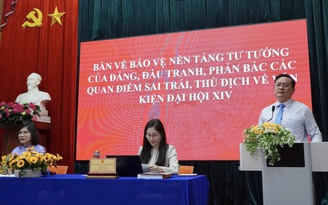 BÀN VỀ BẢO VỆ NỀN TẢNG TƯ TƯỞNG
CỦA ĐẢNG, ĐẤU TRANH, PHẢN BÁC CÁC
QUAN ĐIỂM SAI TRÁI, THÙ ĐỊCH VỀ VĂN
KIỆN ĐẠI HỘI XIV